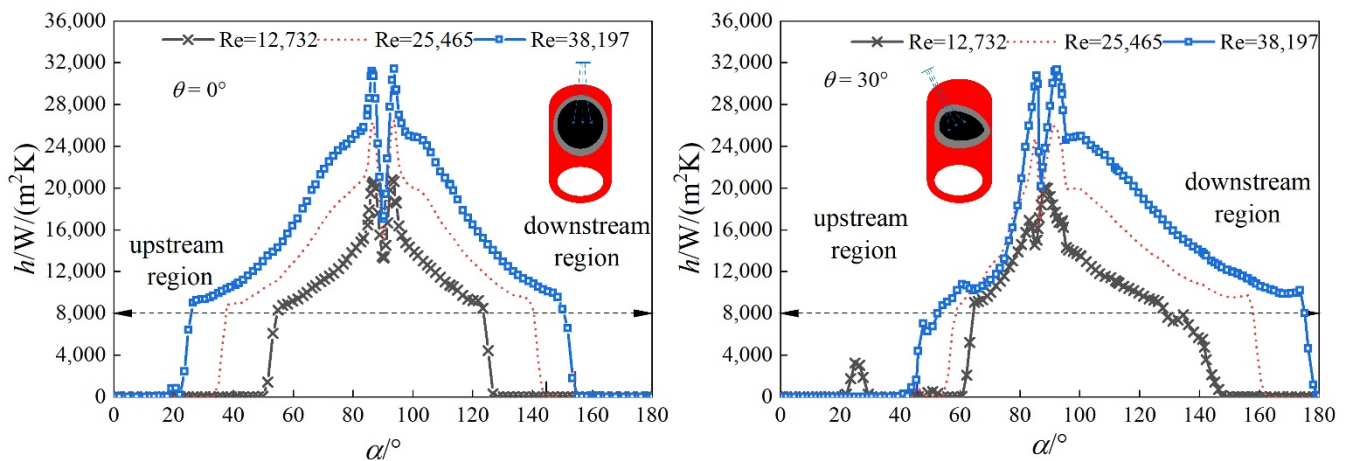 36,000
32,000
28,000
24,000
20,000
16,000
12,000
8,000
4,000
0
h/W/(m²K)
Re=12,732 Re=25,465 Re=38,197
θ = 0°
upstream
region
downstream
region
0 20 40 60 80 100 120 140 160 180
α/°
36,000
32,000
28,000
24,000
20,000
16,000
12,000
8,000
4,000
0
h/W/(m²K)
Re=12,732 Re=25,465 Re=38,197
θ = 30°
upstream
region
downstream
region
0 20 40 60 80 100 120 140 160 180
α/°